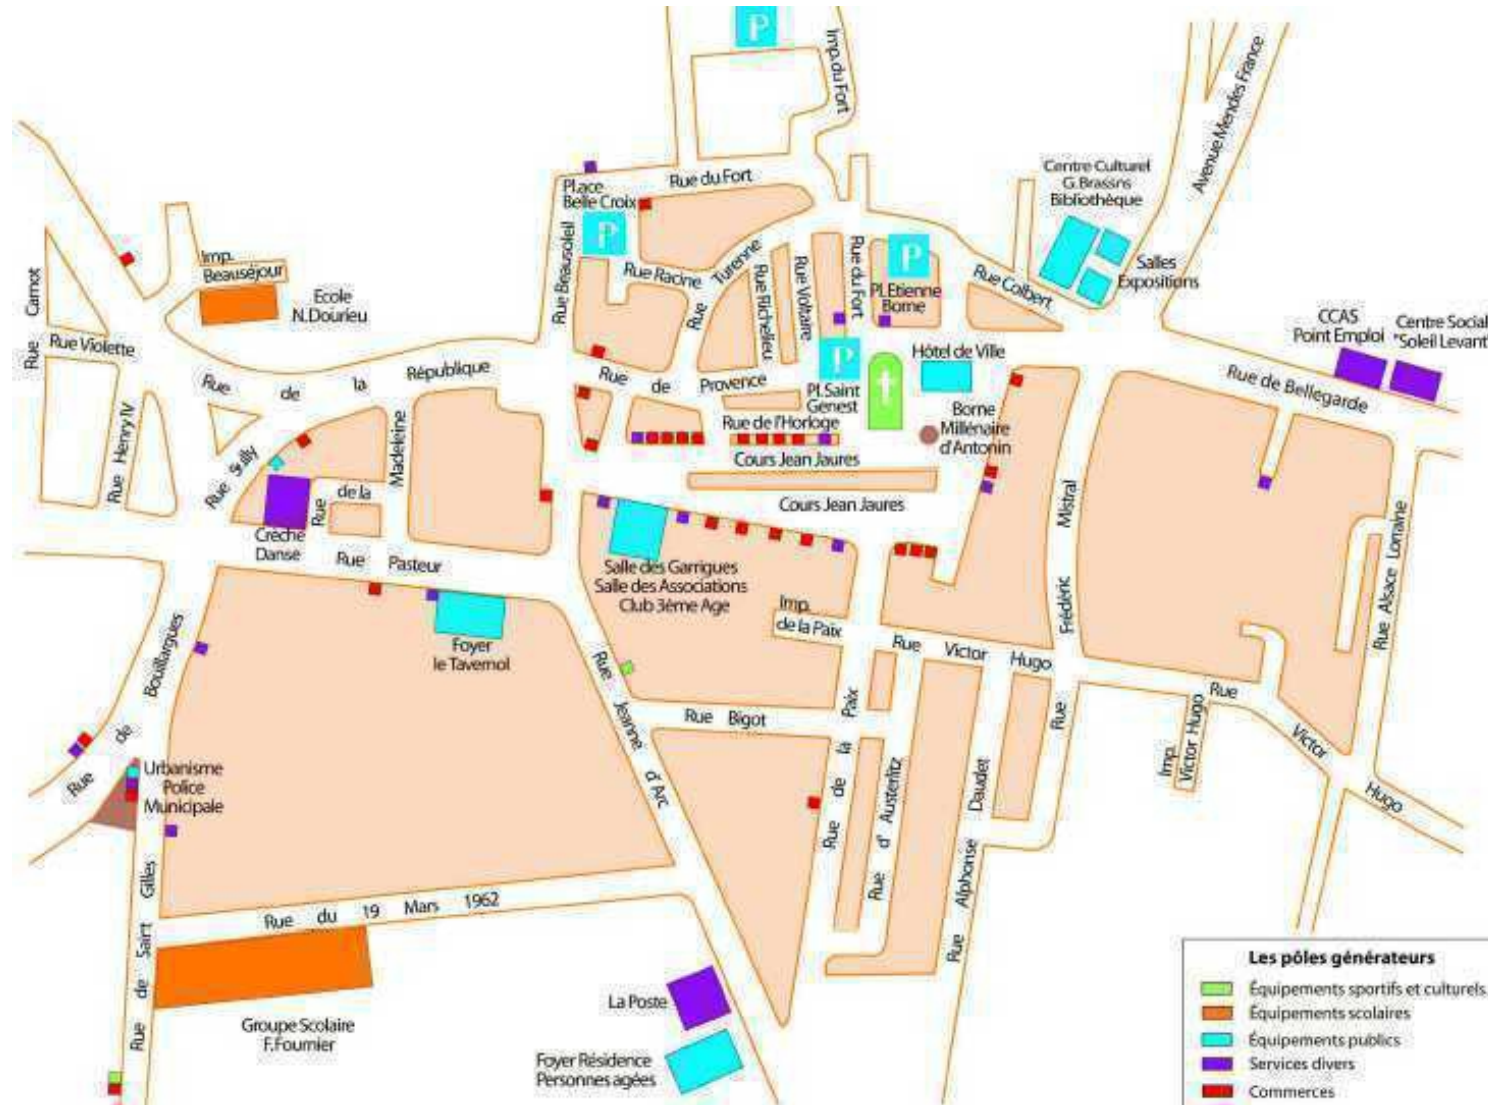 P
Imp. du Fort
Avenue Mendes France
Rue du Fort
Pl.ace
Belle Croix
P
Centre Culturel
G.Brassns
Bibliothèque
Salles
Expositions
Imp.
Beauséjour
Ecole
N.Dourieu
Rue Carnot
Rue Violette
Rue Henry IV
Rue Beausoleil
Rue Racine
Rue Turenne
Rue Richelieu
Rue Voltaire
Rue du Fort
P
Pl.Etienne
Borne
Rue Colbert
CCAS
Point Emploi
Centre Social
"Soleil Levant"
Rue de Bellegarde
Hôtel de Ville
P
Pl.Saint
Genest
Rue de la République
Rue de Provence
Rue de l'Horloge
Borne
Millénaire
d'Antonin
Cours Jean Jaures
Cours Jean Jaures
Rue Sully
Rue de la Madeleine
Crèche
Danse
Rue Pasteur
Salle des Garrigues
Salle des Associations
Club 3ème Age
Foyer
le Tavernol
Imp.
de la Paix
Rue Victor Hugo
Rue Frédéric Mistral
Rue Alsace Lorraine
Rue de Bouillargues
Rue Jeanne d'Arc
Rue Bigot
Rue de la Paix
Rue d' Austerlitz
Rue Alphonse Daudet
Imp.
Victor Hugo
Rue Victor Hugo
Urbanisme
Police
Municipale
Rue de Saint Gilles
Rue du 19 Mars 1962
Groupe Scolaire
F.Fournier
La Poste
Foyer Résidence
Personnes agées
Les pôles générateurs
Équipements sportifs et culturels
Équipements scolaires
Équipements publics
Services divers
Commerces